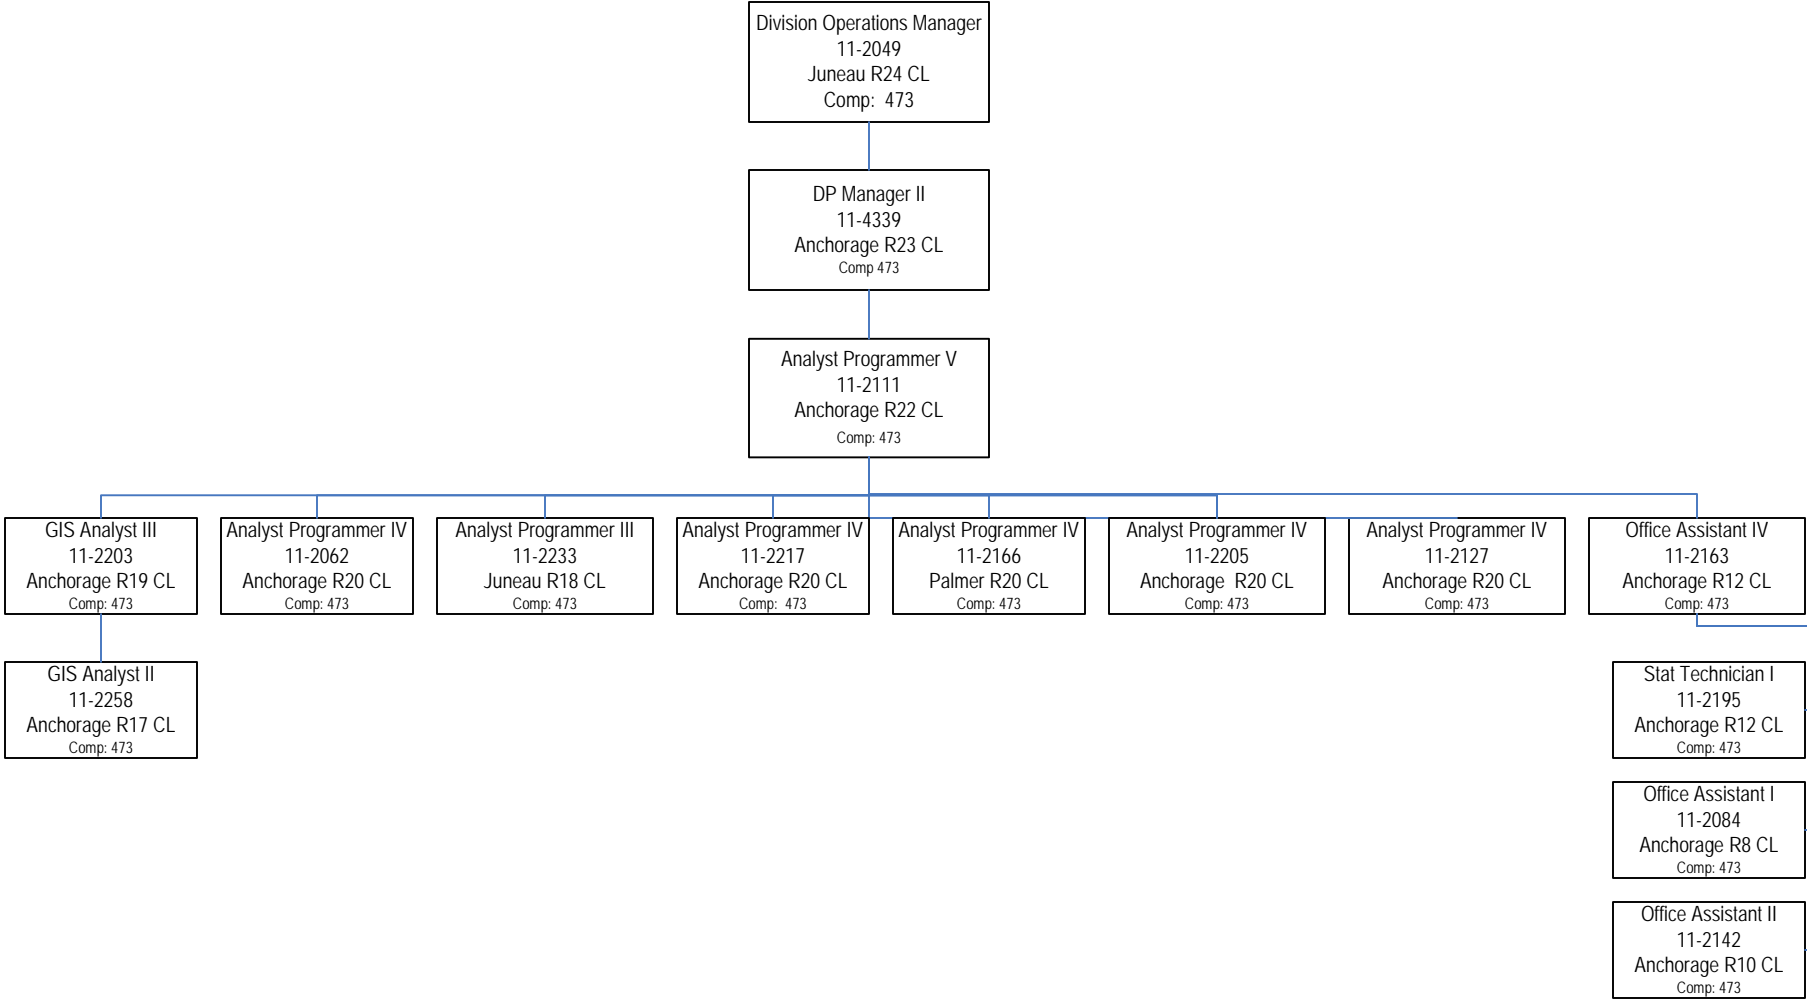 Division Operations Manager
11-2049
Juneau R24 CL
Comp: 473
DP Manager II
11-4339
Anchorage R23 CL
Comp 473
Analyst Programmer V
11-2111
Anchorage R22 CL
Comp: 473
GIS Analyst III
11-2203
Anchorage R19 CL
Comp: 473
Analyst Programmer IV
11-2062
Anchorage R20 CL
Comp: 473
Analyst Programmer III
11-2233
Juneau R18 CL
Comp: 473
Analyst Programmer IV
11-2217
Anchorage R20 CL
Comp: 473
Analyst Programmer IV
11-2166
Palmer R20 CL
Comp: 473
Analyst Programmer IV
11-2205
Anchorage R20 CL
Comp: 473
Analyst Programmer IV
11-2127
Anchorage R20 CL
Comp: 473
Office Assistant IV
11-2163
Anchorage R12 CL
Comp: 473
GIS Analyst II
11-2258
Anchorage R17 CL
Comp: 473
Stat Technician I
11-2195
Anchorage R12 CL
Comp: 473
Office Assistant I
11-2084
Anchorage R8 CL
Comp: 473
Office Assistant II
11-2142
Anchorage R10 CL
Comp: 473